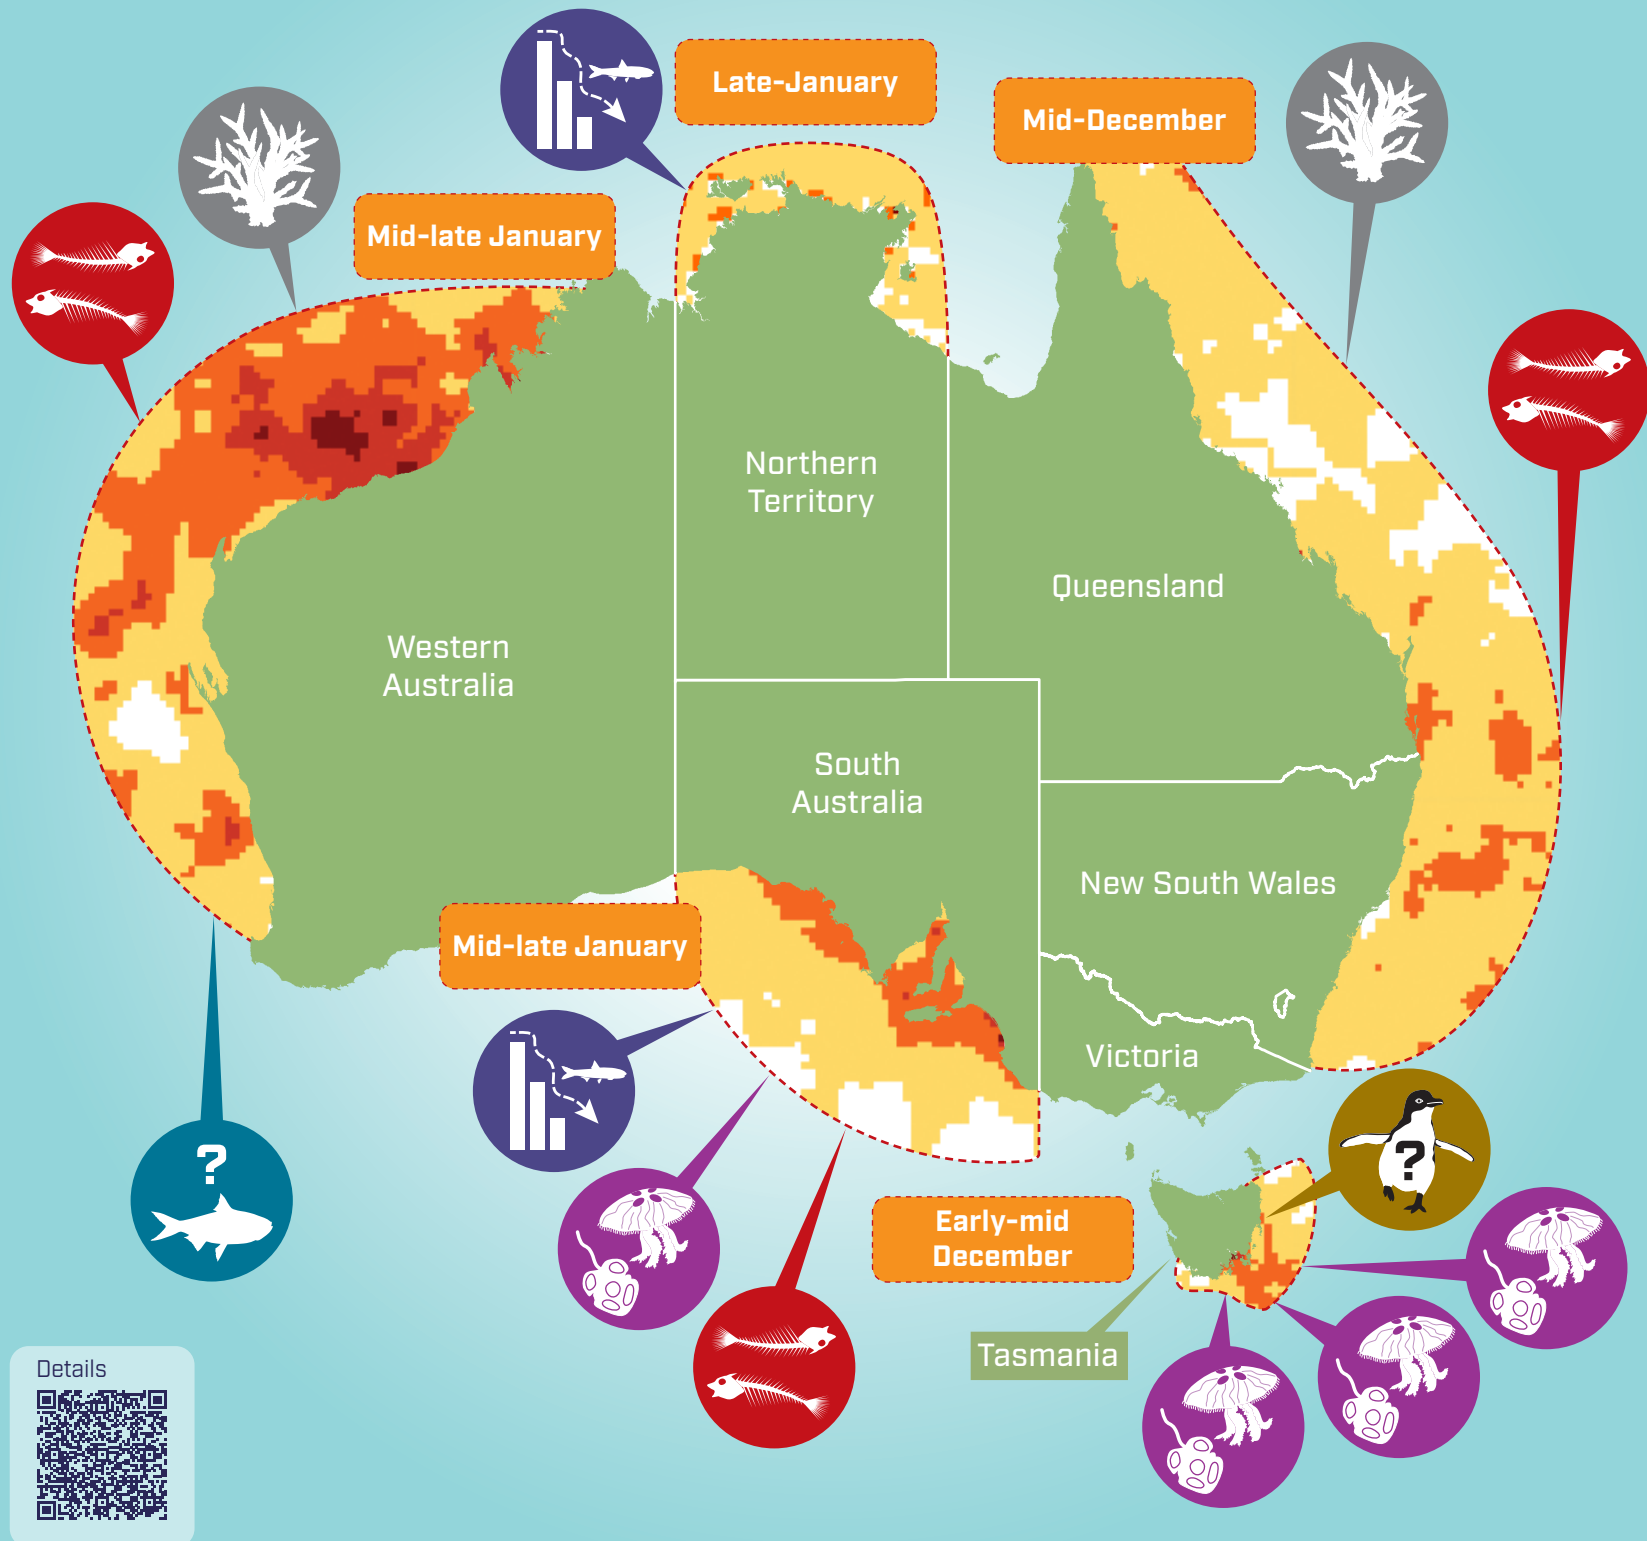 Late-January
Mid-December
Mid-late January
Northern
Territory
Queensland
Western
Australia
South
Australia
New South Wales
Mid-late January
Victoria
?
?
Early-mid
December
Tasmania
Details